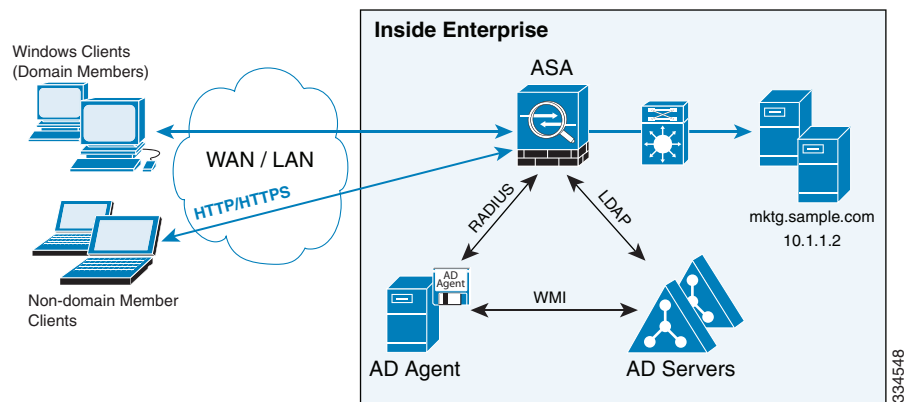 Inside Enterprise
Windows Clients
(Domain Members)
ASA
WAN / LAN
HTTP/HTTPS
mktg.sample.com
10.1.1.2
RADIUS
LDAP
AD
Agent
WMI
Non-domain Member
Clients
AD Agent
AD Servers
334548